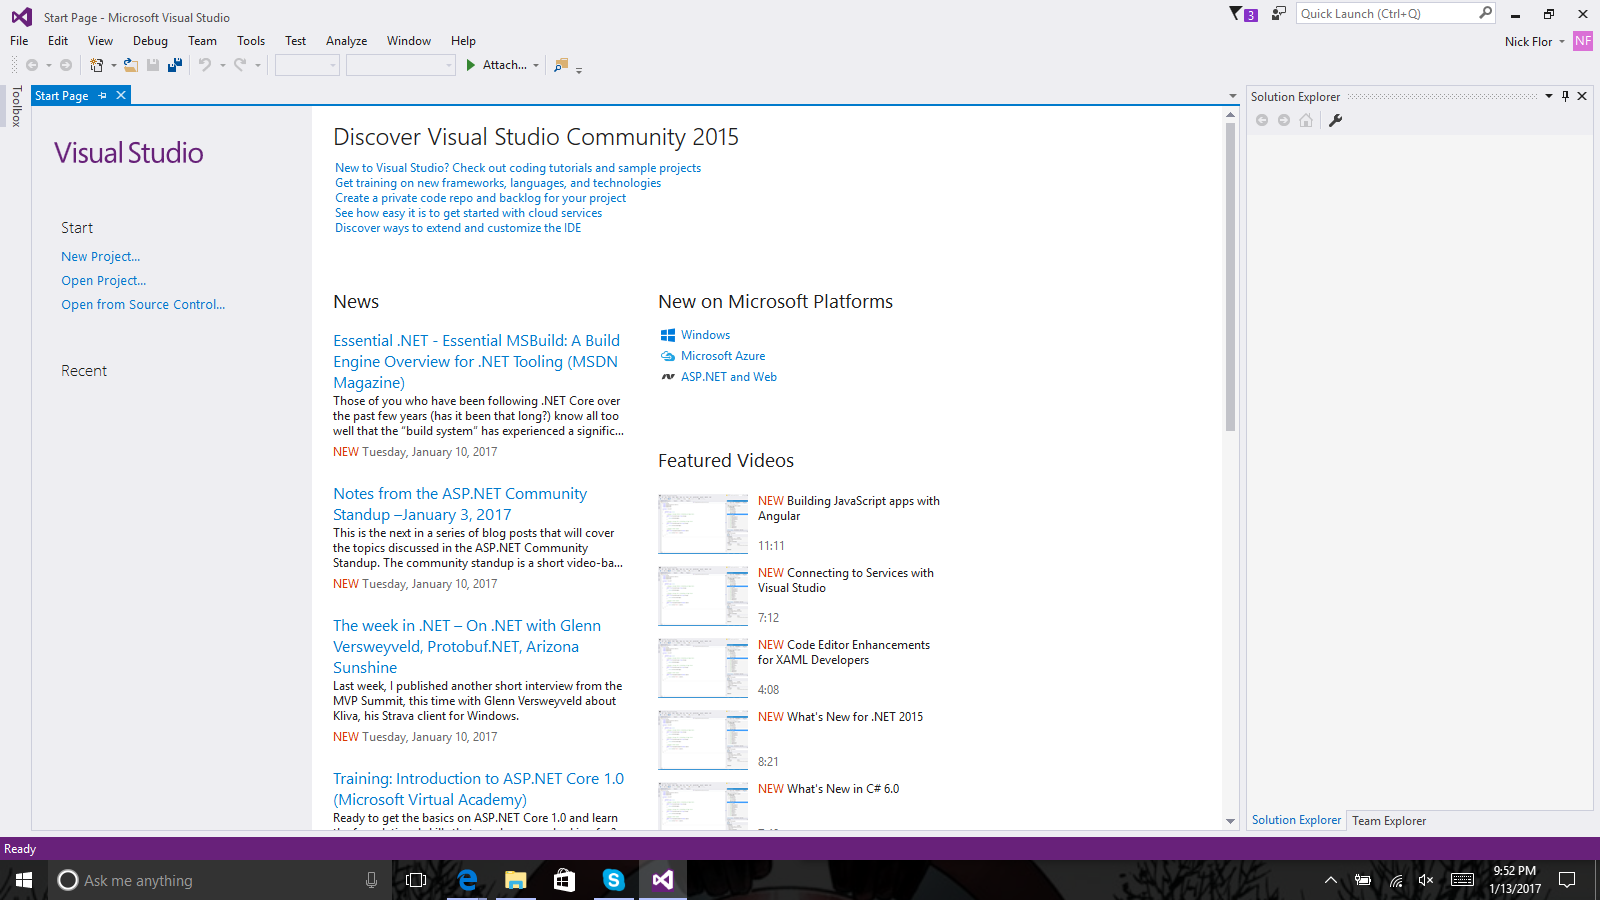 Start Page - Microsoft Visual Studio
3
Quick Launch (Ctrl+Q)
File Edit View Debug Team Tools Test Analyze Window Help
Nick Flor
NF
Attach...
Toolbox
Start Page
Solution Explorer
Visual Studio
Start
New Project...
Open Project...
Open from Source Control...
Recent
Discover Visual Studio Community 2015
New to Visual Studio? Check out coding tutorials and sample projects
Get training on new frameworks, languages, and technologies
Create a private code repo and backlog for your project
See how easy it is to get started with cloud services
Discover ways to extend and customize the IDE
News
Essential .NET - Essential MSBuild: A Build
Engine Overview for .NET Tooling (MSDN
Magazine)
Those of you who have been following .NET Core over
the past few years (has it been that long?) know all too
well that the “build system” has experienced a signific...
NEW Tuesday, January 10, 2017
Notes from the ASP.NET Community
Standup –January 3, 2017
This is the next in a series of blog posts that will cover
the topics discussed in the ASP.NET Community
Standup. The community standup is a short video-ba...
NEW Tuesday, January 10, 2017
The week in .NET – On .NET with Glenn
Versweyveld, Protobuf.NET, Arizona
Sunshine
Last week, I published another short interview from the
MVP Summit, this time with Glenn Versweyveld about
Kliva, his Strava client for Windows.
NEW Tuesday, January 10, 2017
Training: Introduction to ASP.NET Core 1.0
(Microsoft Virtual Academy)
Ready to get the basics on ASP.NET Core 1.0 and learn
New on Microsoft Platforms
Windows
Microsoft Azure
ASP.NET and Web
Featured Videos
NEW Building JavaScript apps with
Angular
11:11
NEW Connecting to Services with
Visual Studio
7:12
NEW Code Editor Enhancements
for XAML Developers
4:08
NEW What's New for .NET 2015
8:21
NEW What's New in C# 6.0
Solution Explorer
Team Explorer
Ready
Ask me anything
9:52 PM
1/13/2017